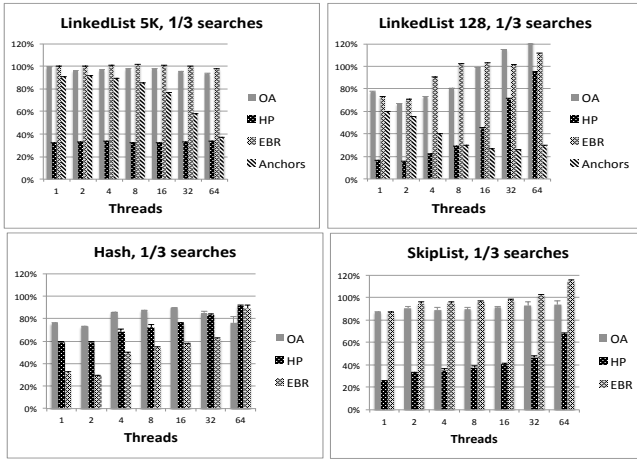 LinkedList 5K, 1/3 searches
120%
100%
80%
60%
40%
20%
0%
1 2 4 8 16 32 64
Threads
OA
HP
EBR
Anchors
LinkedList 128, 1/3 searches
120%
100%
80%
60%
40%
20%
0%
1 2 4 8 16 32 64
Threads
OA
HP
EBR
Anchors
Hash, 1/3 searches
120%
100%
80%
60%
40%
20%
0%
1 2 4 8 16 32 64
Threads
OA
HP
EBR
SkipList, 1/3 searches
120%
100%
80%
60%
40%
20%
0%
1 2 4 8 16 32 64
Threads
OA
HP
EBR